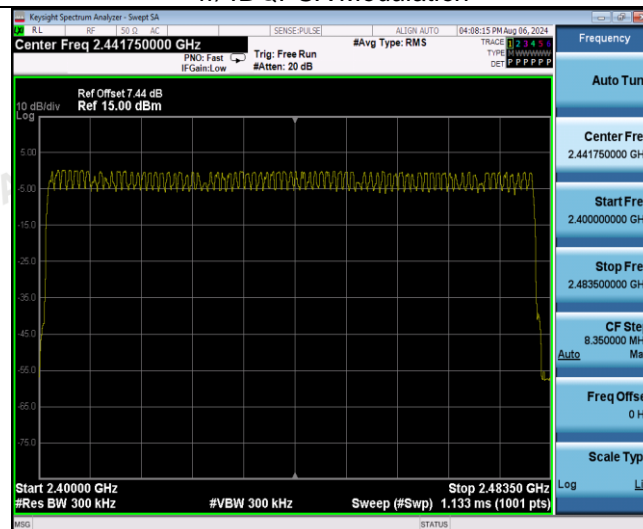 Keysight Spectrum Analyzer - Swept SA
RL RF 50 Ω AC SENSE:PULSE ALIGN AUTO 04:08:15 PM Aug 06, 2024
Center Freq 2.441750000 GHz
PNO: Fast
IFGain:Low
Trig: Free Run
#Atten: 20 dB
#Avg Type: RMS
TRACE 1 2 3 4 5 6
TYPE M WWWWW
DET P P P P P P
Ref Offset 7.44 dB
Ref 15.00 dBm
10 dB/div
Log
5.00
-5.00
-15.0
-25.0
-35.0
-45.0
-55.0
-65.0
-75.0
Start 2.40000 GHz
Stop 2.48350 GHz
#Res BW 300 kHz
#VBW 300 kHz
Sweep (#Swp) 1.133 ms (1001 pts)
MSG
STATUS
Frequency
Auto Tun
Center Fre
2.441750000 GH
Start Fre
2.400000000 GH
Stop Fre
2.483500000 GH
CF Ste
8.350000 MH
Auto Ma
Freq Offse
0 H
Scale Typ
Log Li